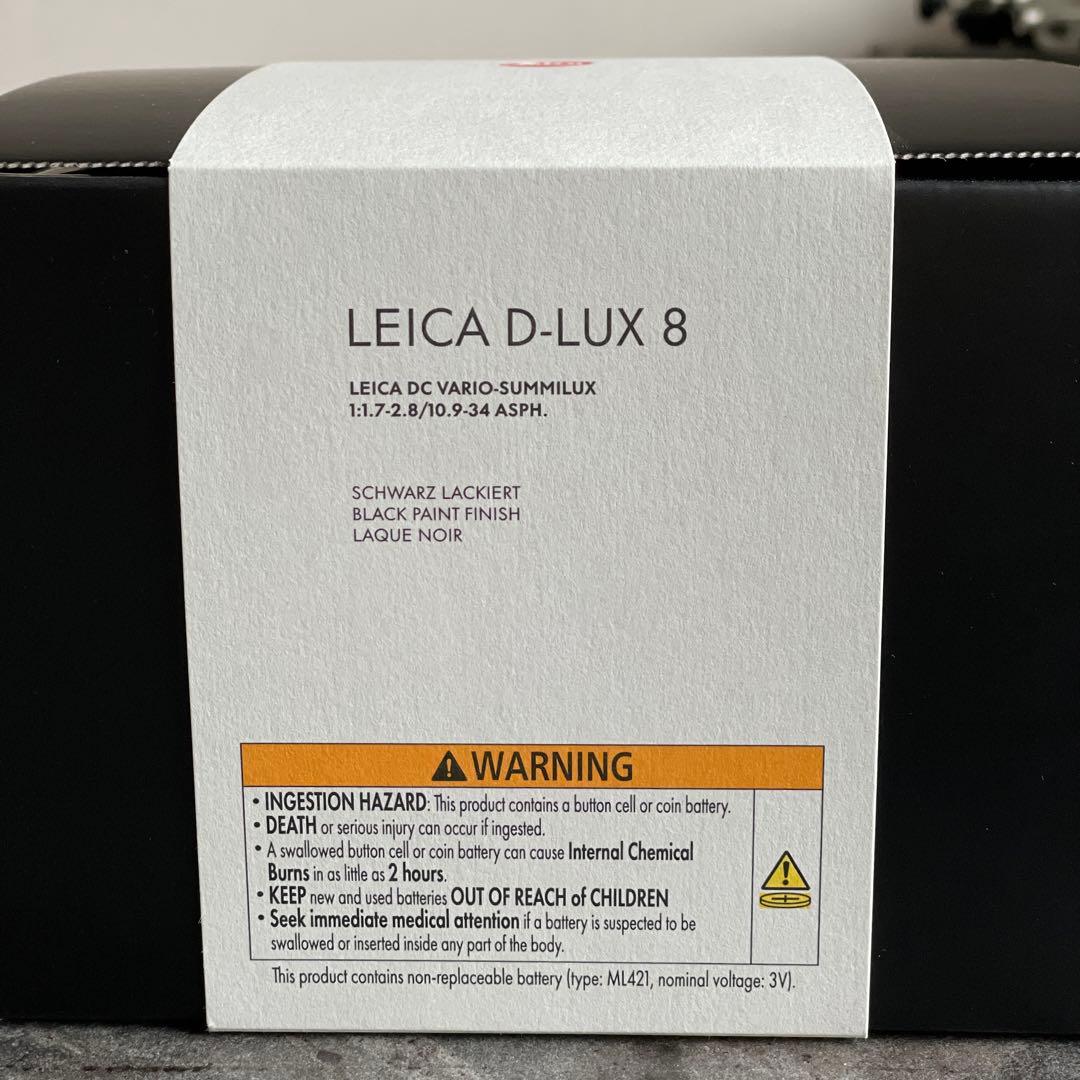 LEICA D-LUX 8
LEICA DC VARIO-SUMMILUX
1:1.7-2.8/10.9-34 ASPH.
SCHWARZ LACKIERT
BLACK PAINT FINISH
LAQUE NOIR
WARNING
• INGESTION HAZARD: This product contains a button cell or coin battery.
• DEATH or serious injury can occur if ingested.
• A swallowed button cell or coin battery can cause Internal Chemical
Burns in as little as 2 hours.
• KEEP new and used batteries OUT OF REACH of CHILDREN
• Seek immediate medical attention if a battery is suspected to be
swallowed or inserted inside any part of the body.
This product contains non-replaceable battery (type: ML421, nominal voltage: 3V).